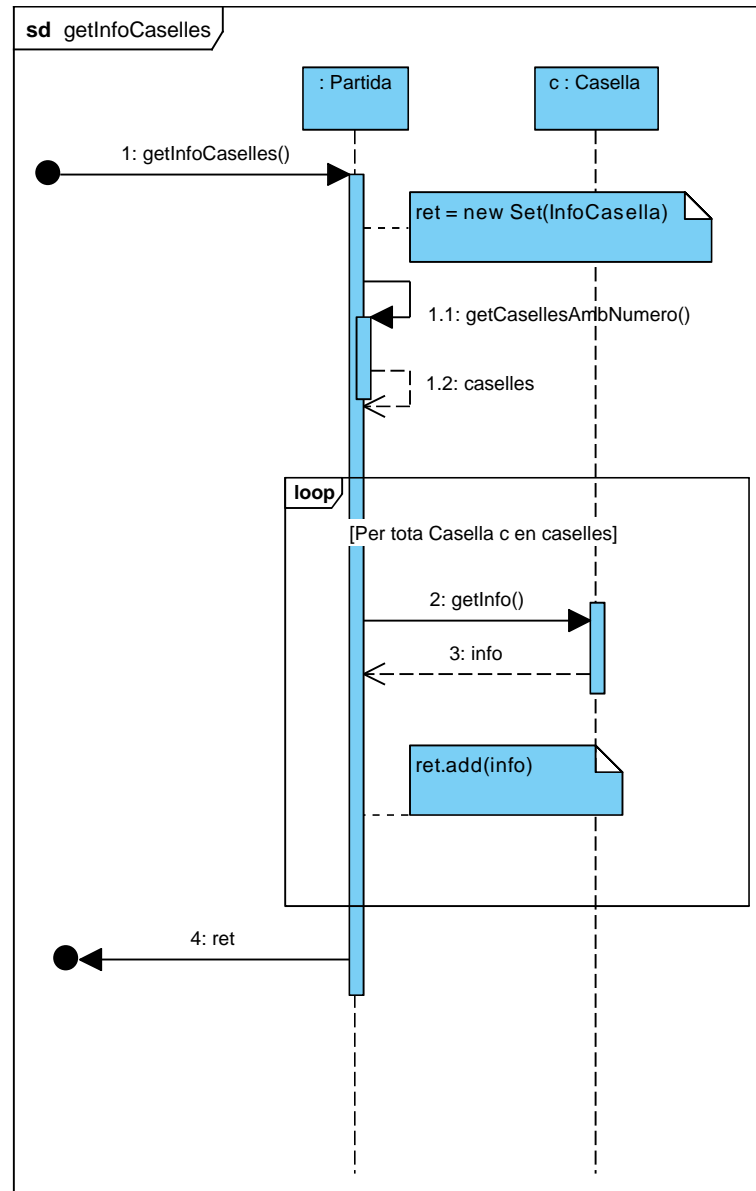 sd getInfoCaselles
: Partida
c : Casella
1: getInfoCaselles()
ret = new Set(InfoCasella)
1.1: getCasellesAmbNumero()
1.2: caselles
loop
[Per tota Casella c en caselles]
2: getInfo()
3: info
ret.add(info)
4: ret